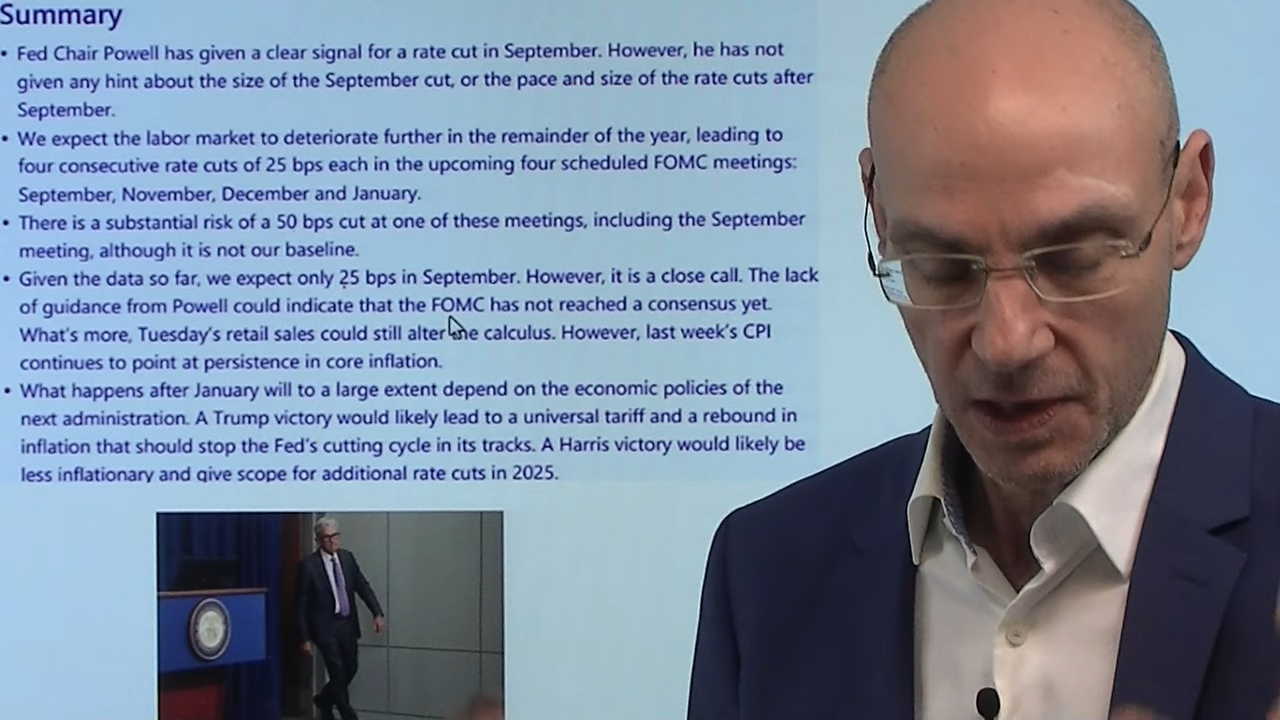 Summary
• Fed Chair Powell has given a clear signal for a rate cut in September. However, he has not
given any hint about the size of the September cut, or the pace and size of the rate cuts after
September.
• We expect the labor market to deteriorate further in the remainder of the year, leading to
four consecutive rate cuts of 25 bps each in the upcoming four scheduled FOMC meetings:
September, November, December and January.
• There is a substantial risk of a 50 bps cut at one of these meetings, including the September
meeting, although it is not our baseline.
• Given the data so far, we expect only 25 bps in September. However, it is a close call. The lack
of guidance from Powell could indicate that the FOMC has not reached a consensus yet.
What's more, Tuesday's retail sales could still alter the calculus. However, last week's CPI
continues to point at persistence in core inflation.
• What happens after January will to a large extent depend on the economic policies of the
next administration. A Trump victory would likely lead to a universal tariff and a rebound in
inflation that should stop the Fed's cutting cycle in its tracks. A Harris victory would likely be
less inflationary and give scope for additional rate cuts in 2025.